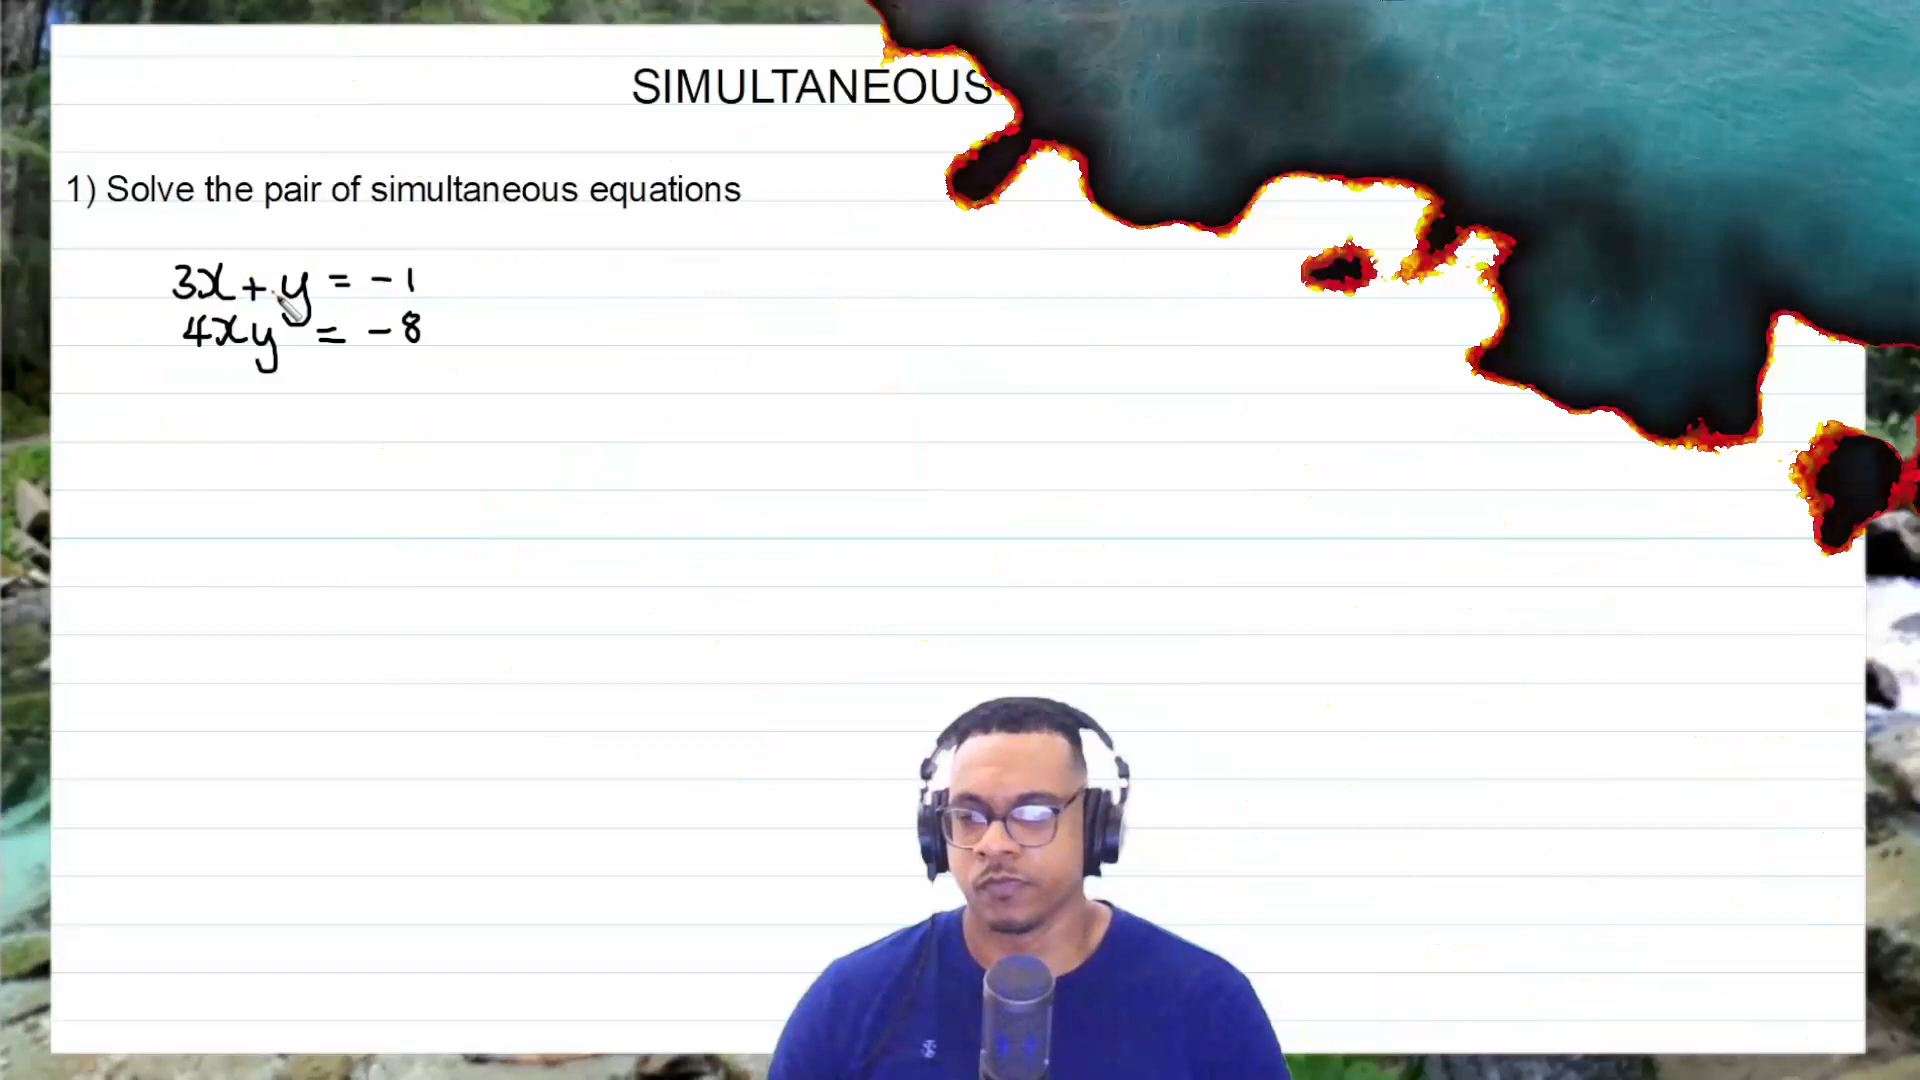 SIMULTANEOUS
1) Solve the pair of simultaneous equations
3x + y = -1
4xy = -8